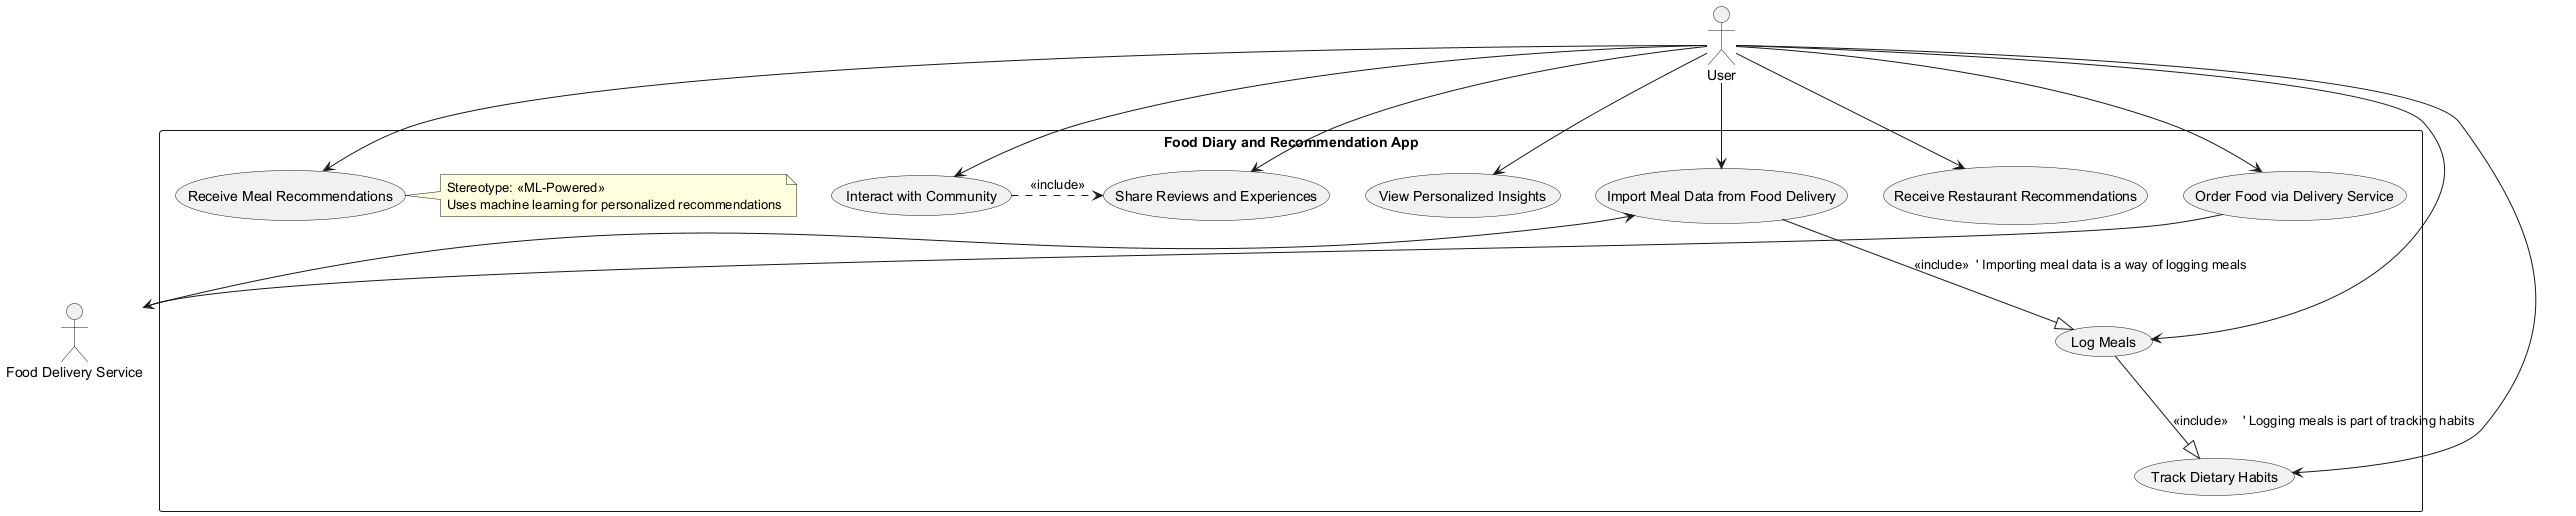 User
Food Diary and Recommendation App
Receive Meal Recommendations
Stereotype: «ML-Powered»
Uses machine learning for personalized recommendations
Interact with Community
«include»
Share Reviews and Experiences
View Personalized Insights
Import Meal Data from Food Delivery
Receive Restaurant Recommendations
Order Food via Delivery Service
«include» ' Importing meal data is a way of logging meals
Food Delivery Service
Log Meals
«include» ' Logging meals is part of tracking habits
Track Dietary Habits